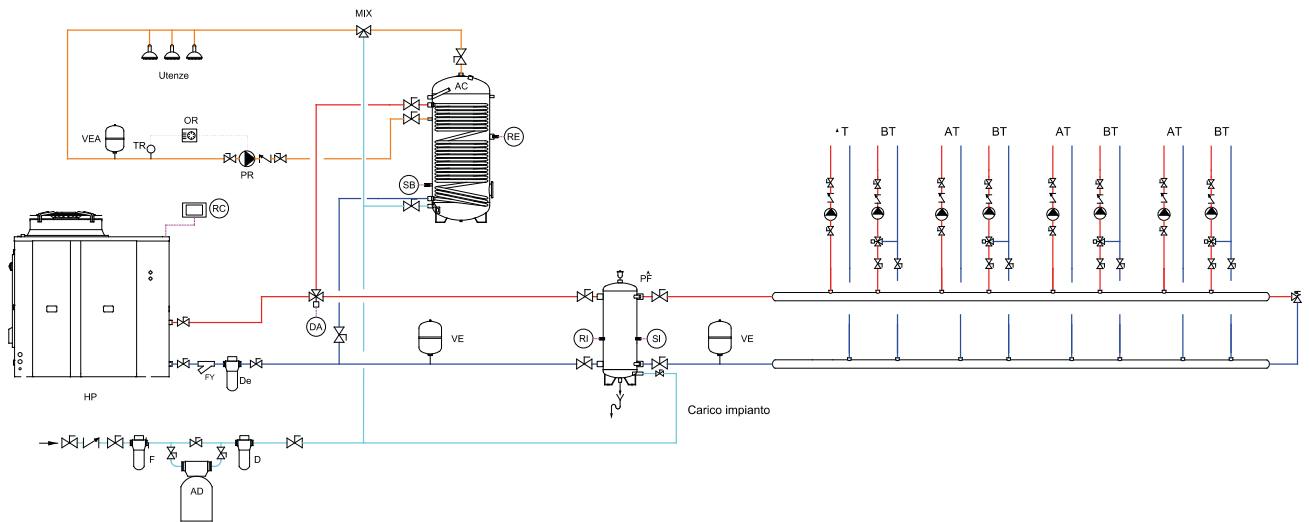 MIX
Utenze
AC
OR
VEA
TR
PR
RE
SB
RC
T BT AT BT AT BT AT BT
PF
DA
VE
RI
SI
VE
FY
De
HP
Carico impianto
F
D
AD